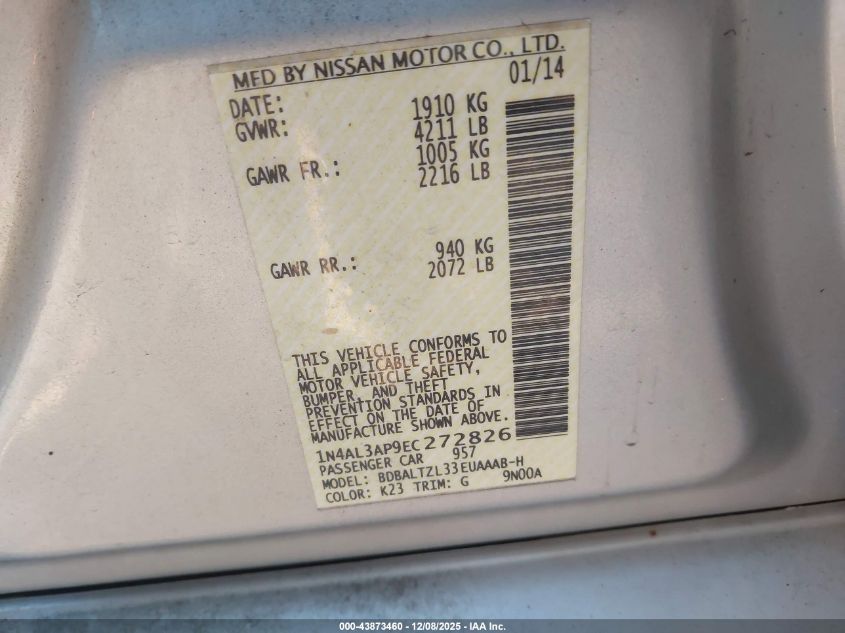 MFD BY NISSAN MOTOR CO., LTD.
DATE: 01/14
GVWR: 1910 KG
4211 LB
GAWR FR.: 1005 KG
2216 LB
GAWR RR.: 940 KG
2072 LB
THIS VEHICLE CONFORMS TO
ALL APPLICABLE FEDERAL
MOTOR VEHICLE SAFETY,
BUMPER, AND THEFT
PREVENTION STANDARDS IN
EFFECT ON THE DATE OF
MANUFACTURE SHOWN ABOVE.
1N4AL3AP9EC272826
PASSENGER CAR 957
MODEL: BDBALTZL33EUAAAB-H
COLOR: K23 TRIM: G 9N00A
000-43873460 - 12/08/2025 - IAA Inc.